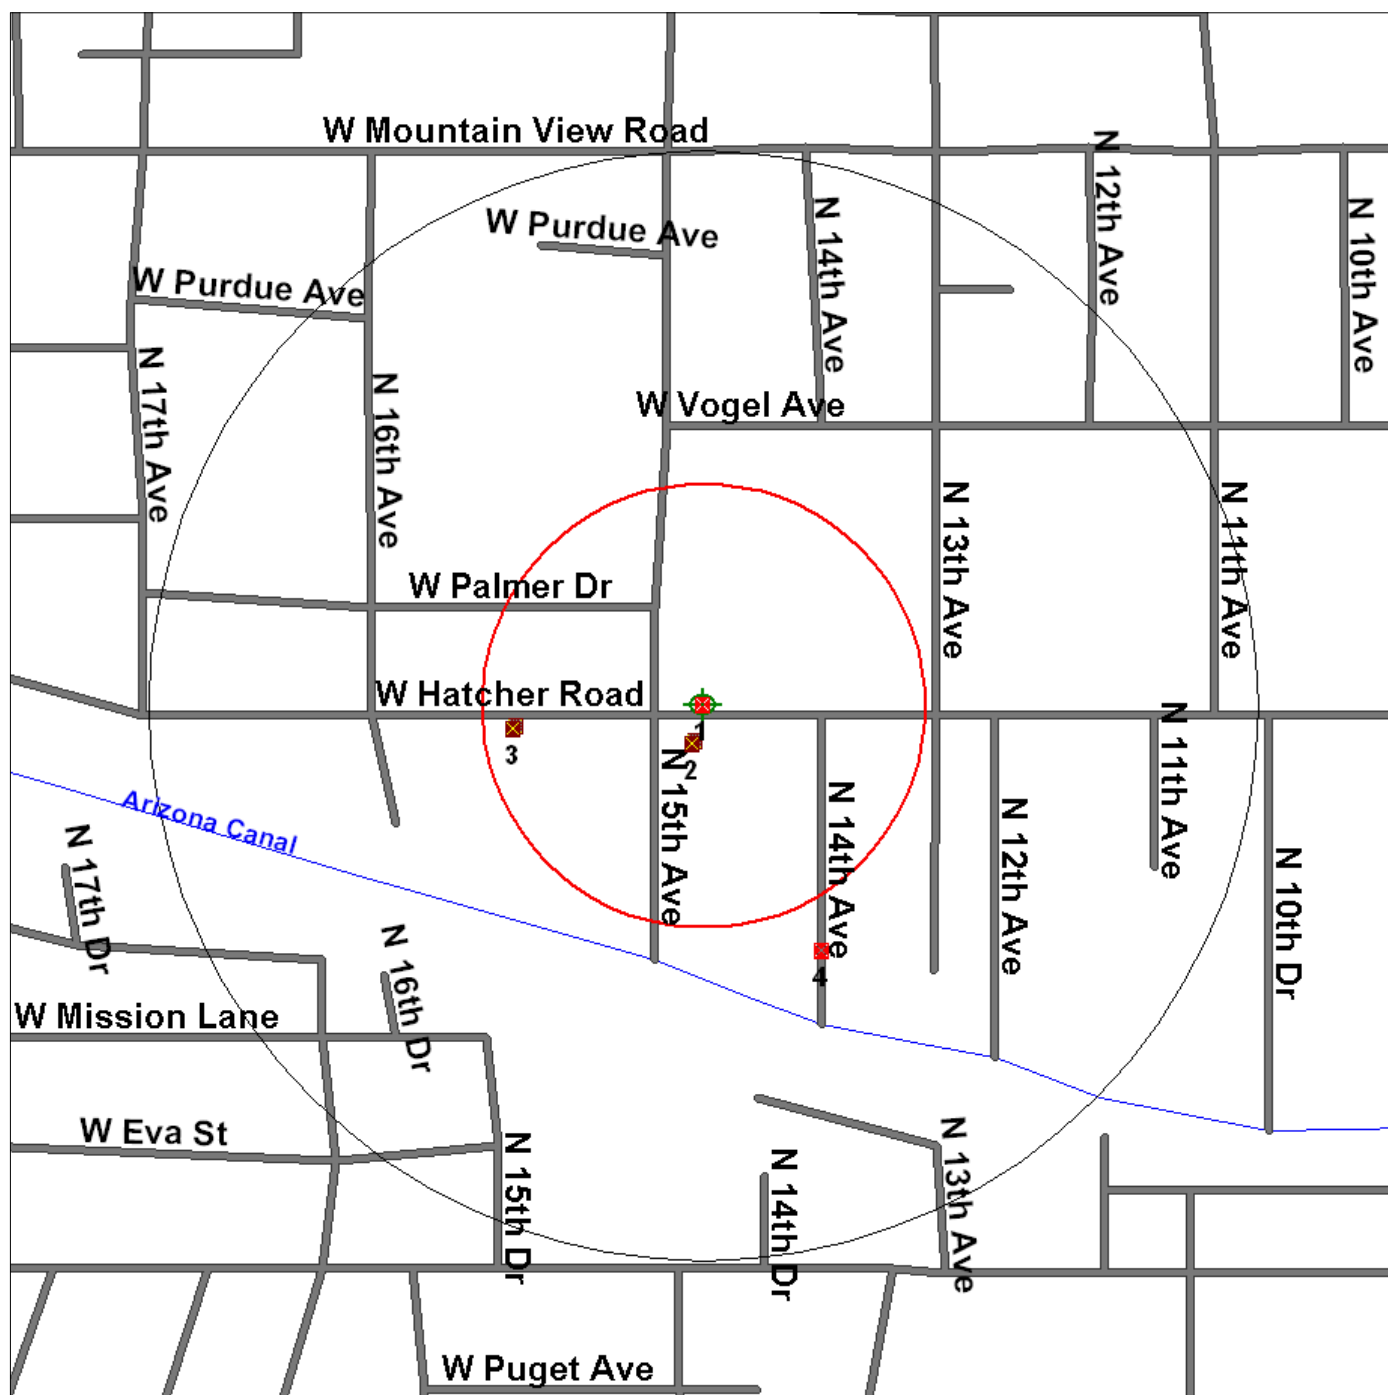 W Mountain View Road
N 12th Ave
W Purdue Ave
N 14th Ave
N 10th Ave
W Purdue Ave
N 17th Ave
N 16th Ave
W Vogel Ave
N 13th Ave
N 11th Ave
W Palmer Dr
W Hatcher Road
1
2
3
N 15th Ave
N 14th Ave
N 11th Ave
Arizona Canal
N 12th Ave
N 17th Dr
N 10th Dr
N 16th Dr
4
W Mission Lane
W Eva St
N 15th Dr
N 14th Dr
N 13th Ave
W Puget Ave